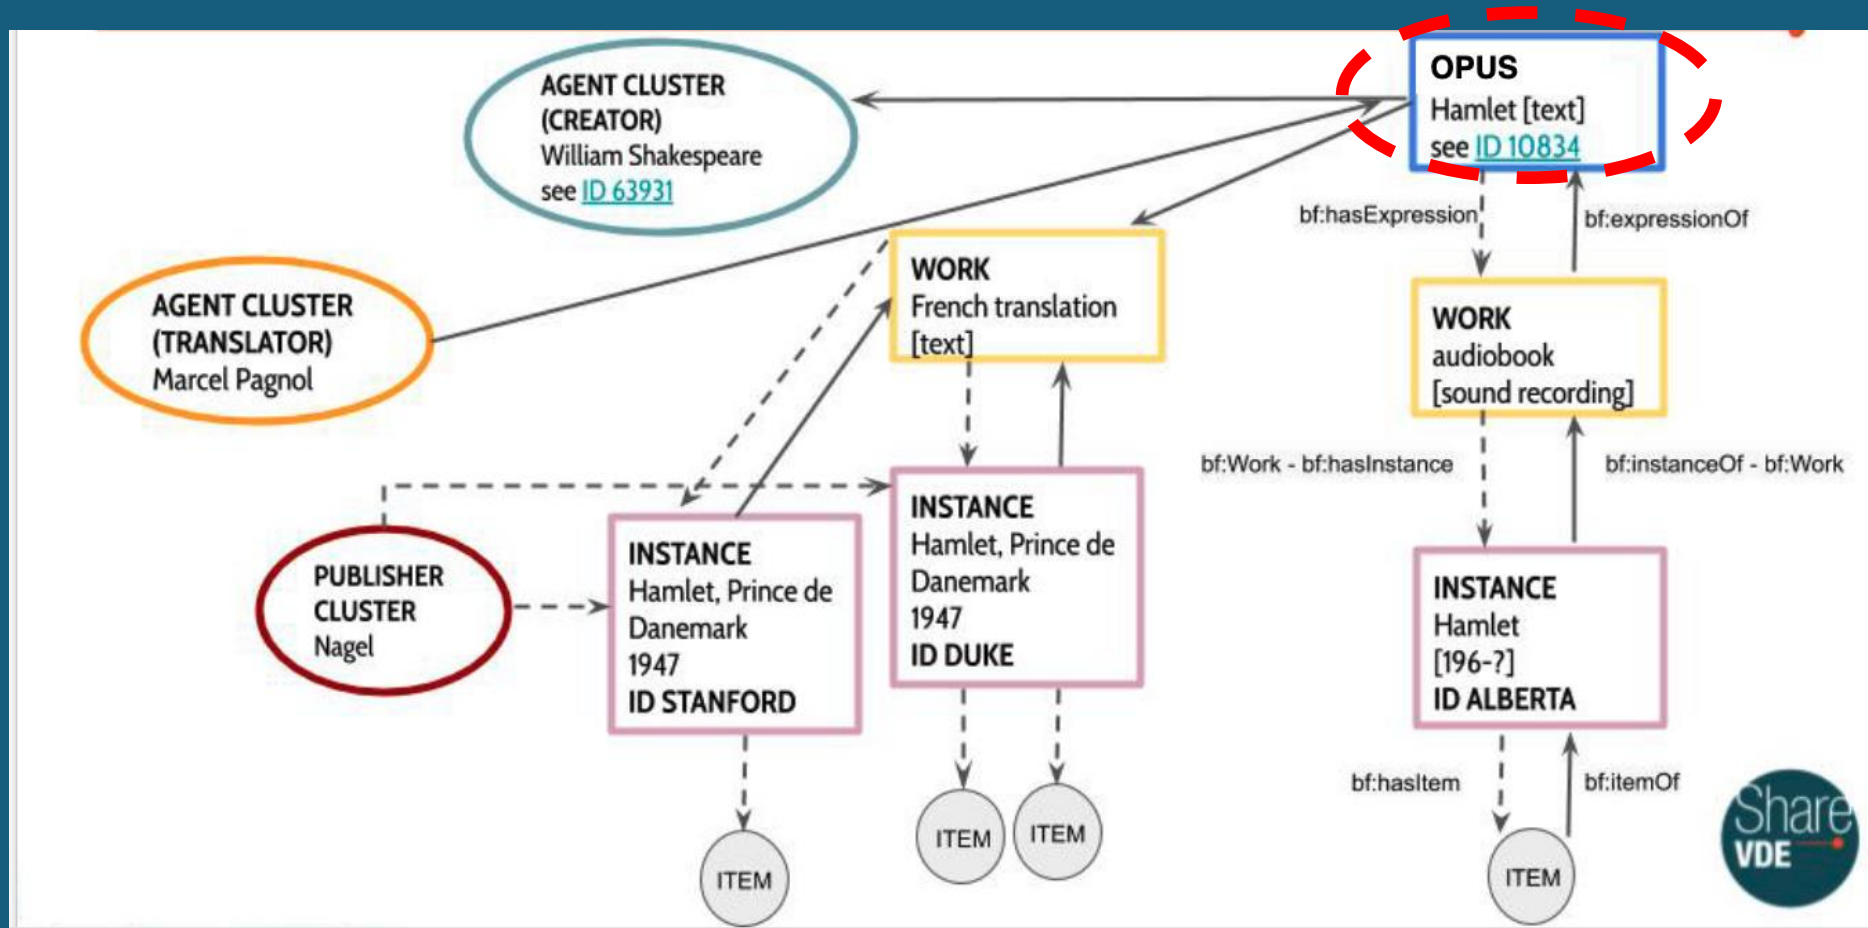 AGENT CLUSTER
(CREATOR)
William Shakespeare
see ID 63931
OPUS
Hamlet [text]
see ID 10834
bf:hasExpression
bf:expressionOf
AGENT CLUSTER
(TRANSLATOR)
Marcel Pagnol
WORK
French translation
[text]
WORK
audiobook
[sound recording]
bf:Work - bf:hasInstance
bf:instanceOf - bf:Work
PUBLISHER
CLUSTER
Nagel
INSTANCE
Hamlet, Prince de
Danemark
1947
ID STANFORD
INSTANCE
Hamlet, Prince de
Danemark
1947
ID DUKE
INSTANCE
Hamlet
[196-?]
ID ALBERTA
bf:hasItem
bf:itemOf
ITEM
ITEM
ITEM
ITEM
Share
VDE